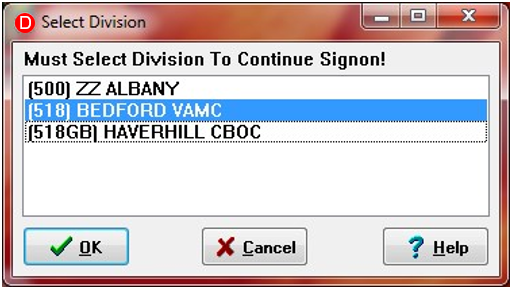 D Select Division
Must Select Division To Continue Signon!
(500) ZZ ALBANY
(518) BEDFORD VAMC
(518GB) HAVERHILL CBOC
OK
Cancel
Help